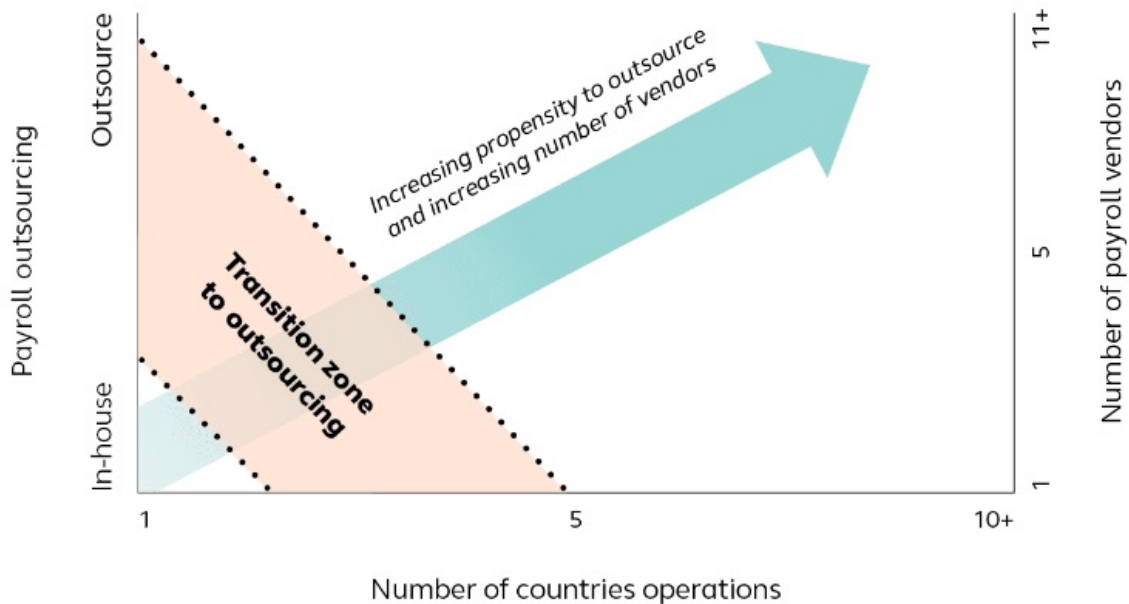 Payroll outsourcing
Outsource
In-house
Increasing propensity to outsource
and increasing number of vendors
Transition zone
to outsourcing
11+
5
1
Number of payroll vendors
1
5
10+
Number of countries operations